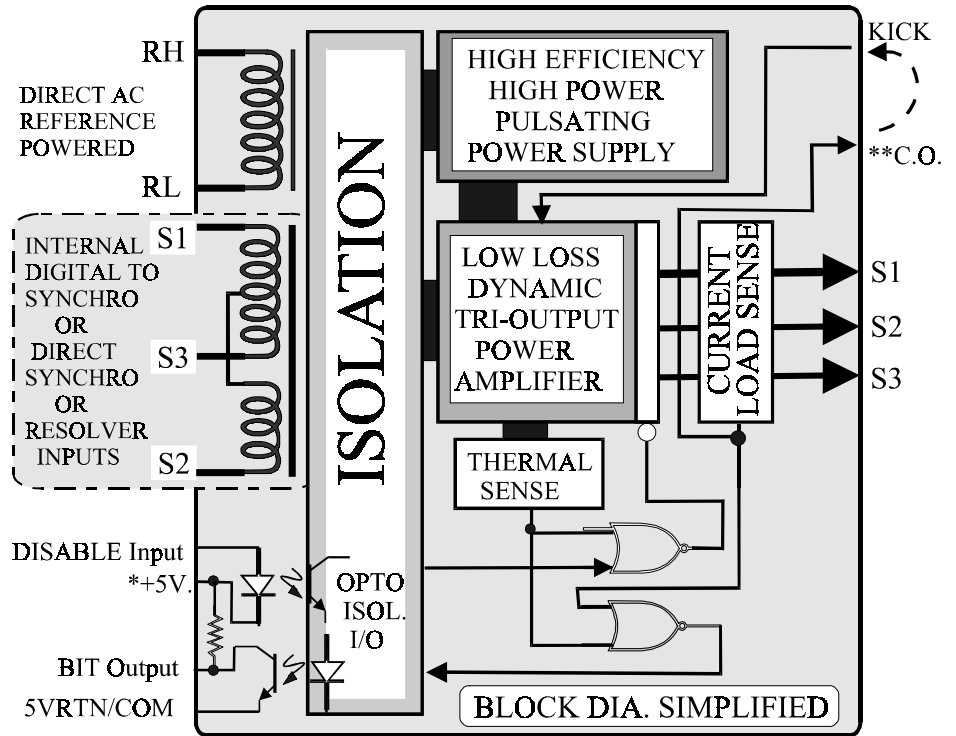 RH
DIRECT AC
REFERENCE
POWERED
RL
INTERNAL
DIGITAL TO
SYNCHRO
OR
DIRECT
SYNCHRO
OR
RESOLVER
INPUTS
S1
S3
S2
DISABLE Input
*+5V.
BIT Output
5VRTN/COM
ISOLATION
OPTO
ISOL.
I/O
HIGH EFFICIENCY
HIGH POWER
PULSATING
POWER SUPPLY
LOW LOSS
DYNAMIC
TRI-OUTPUT
POWER
AMPLIFIER
THERMAL
SENSE
CURRENT
LOAD SENSE
KICK
**C.O.
S1
S2
S3
BLOCK DIA. SIMPLIFIED